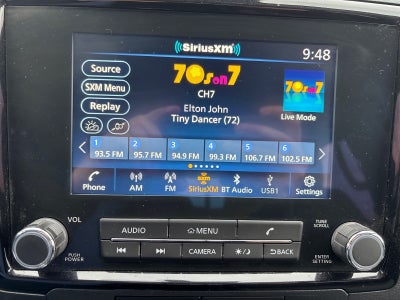 SiriusXM
9:48
Source
SXM Menu
Replay
70s on 7
CH7
Elton John
Tiny Dancer (72)
70s on 7
Live Mode
1 2 3 4 5 6
93.5 FM 95.7 FM 94.9 FM 99.3 FM 106.7 FM 102.5 FM
Phone AM FM SiriusXM BT Audio USB1 Settings
VOL
AUDIO MENU
TUNE
SCROLL
PUSH
POWER
CAMERA BACK
ENTER
SETTING